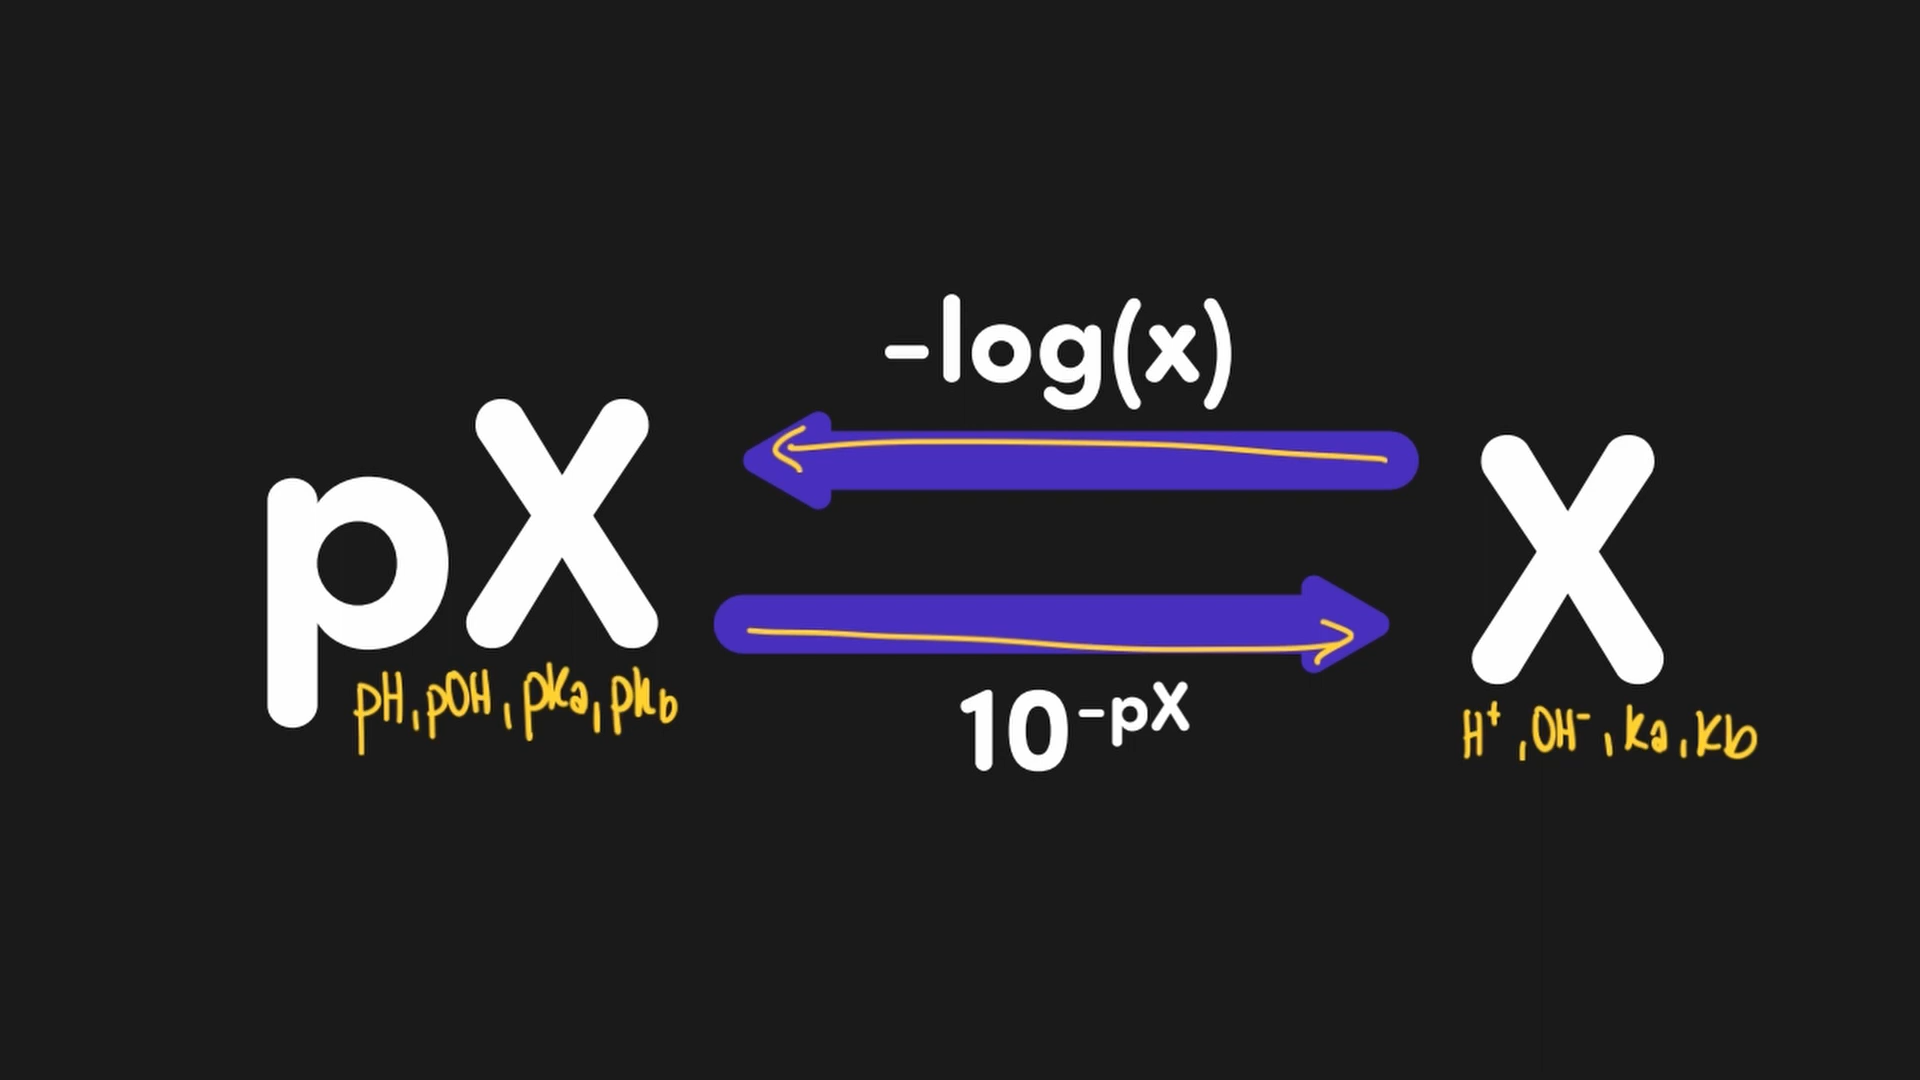 -log(x)
pX
X
10⁻ᵖˣ
pH, pOH, pKa, pKb
H⁺, OH⁻, Ka, Kb